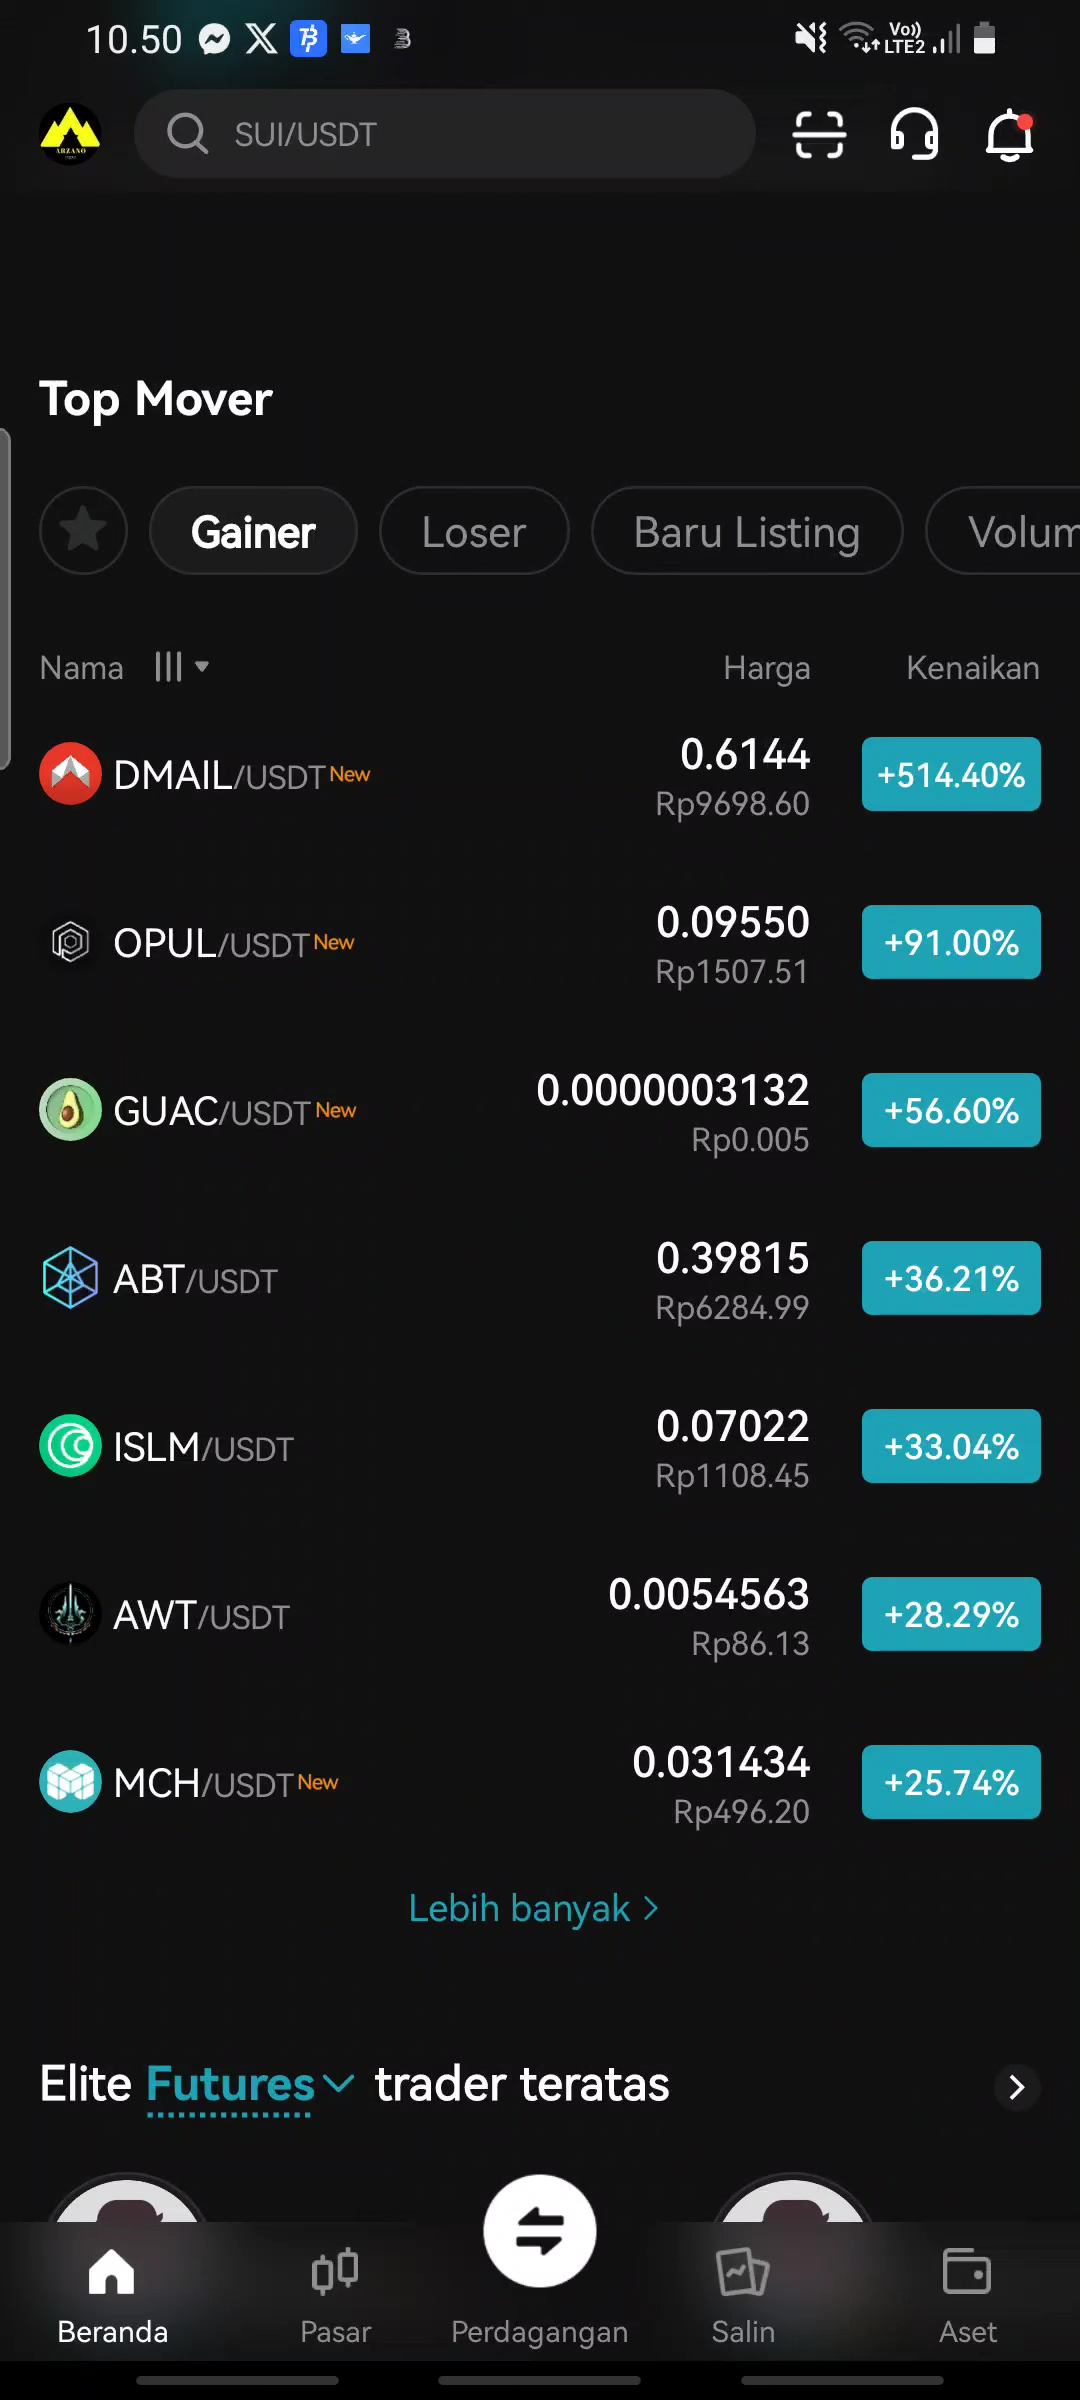 10.50 Vo)) LTE2
ARZANO
SUI/USDT
Top Mover
Gainer Loser Baru Listing Volum
Nama Harga Kenaikan
DMAIL/USDT New 0.6144 +514.40%
Rp9698.60
OPUL/USDT New 0.09550 +91.00%
Rp1507.51
GUAC/USDT New 0.0000003132 +56.60%
Rp0.005
ABT/USDT 0.39815 +36.21%
Rp6284.99
ISLM/USDT 0.07022 +33.04%
Rp1108.45
AWT/USDT 0.0054563 +28.29%
Rp86.13
MCH/USDT New 0.031434 +25.74%
Rp496.20
Lebih banyak >
Elite Futures trader teratas
Beranda Pasar Perdagangan Salin Aset